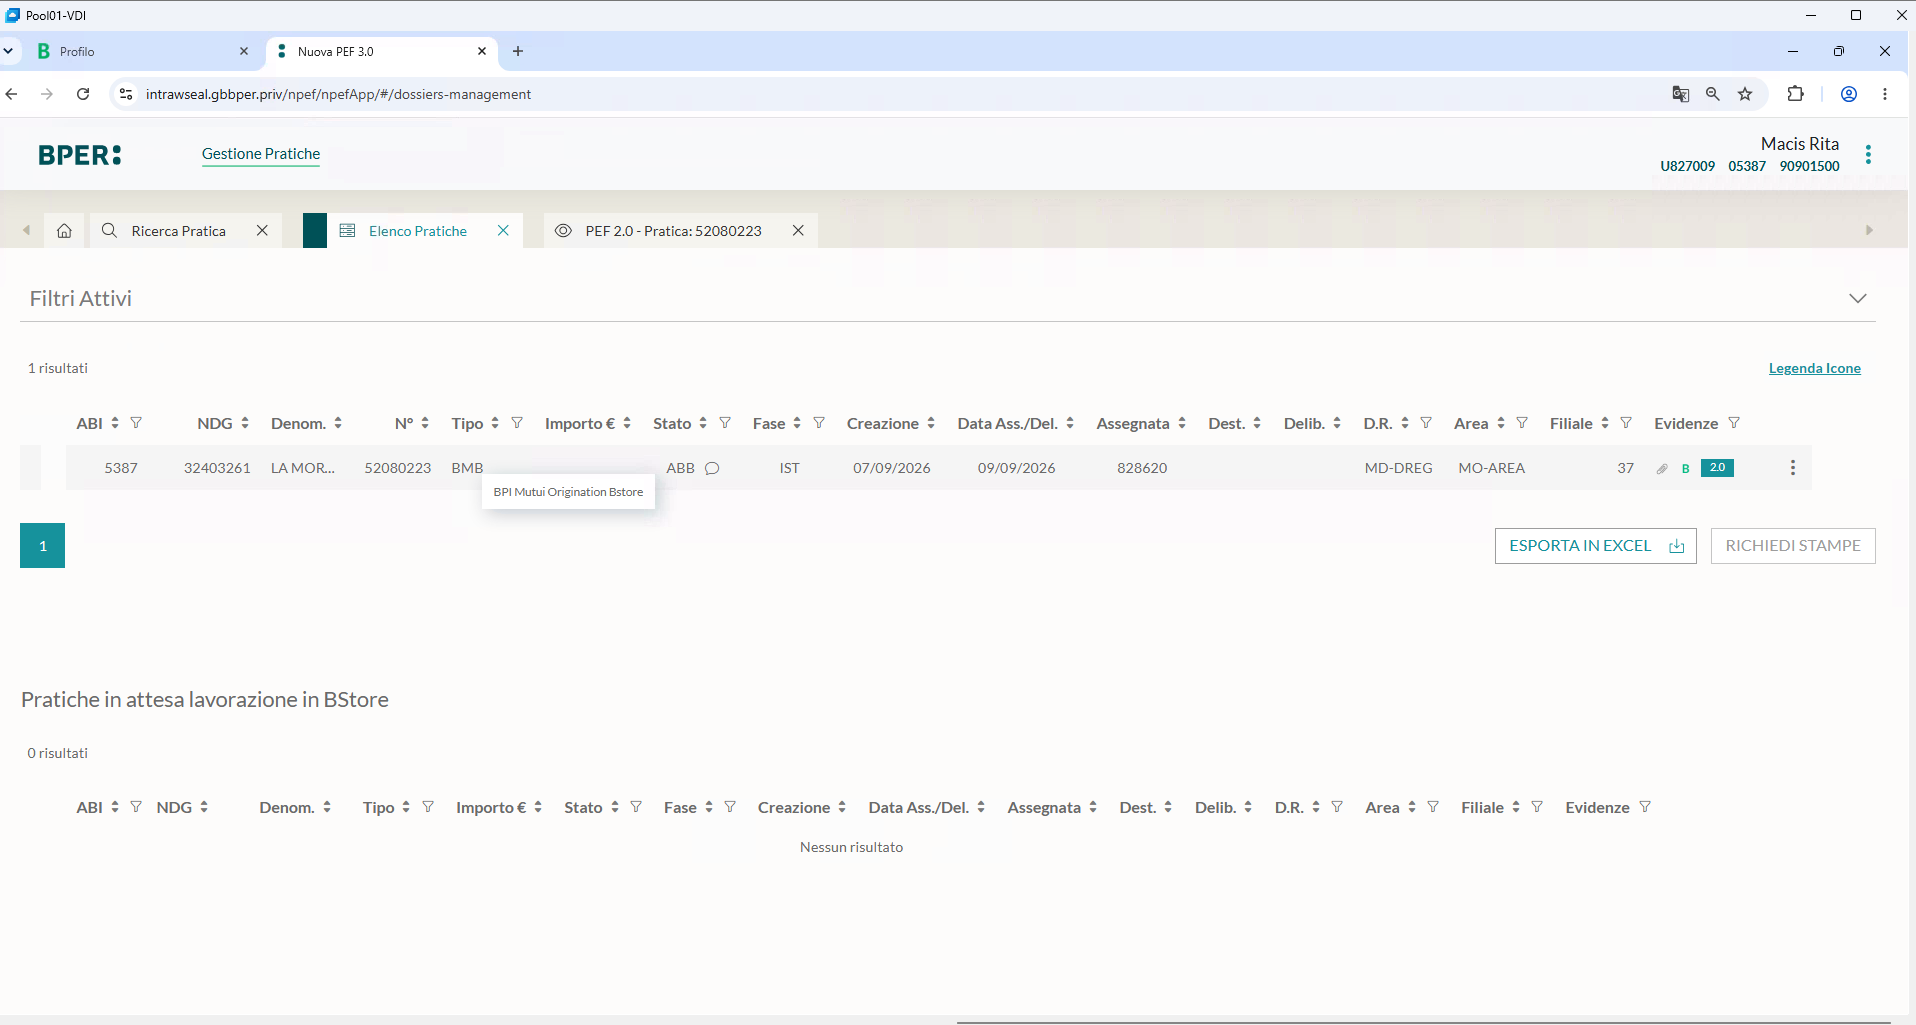 Pool01-VDI
Profilo
Nuova PEF 3.0
intrawseal.gbbper.priv/npef/npefApp/#/dossiers-management
BPER:
Gestione Pratiche
Macis Rita
U827009 05387 90901500
Ricerca Pratica
Elenco Pratiche
PEF 2.0 - Pratica: 52080223
Filtri Attivi
1 risultati
Legenda Icone
ABI NDG Denom. N° Tipo Importo € Stato Fase Creazione Data Ass./Del. Assegnata Dest. Delib. D.R. Area Filiale Evidenze
5387 32403261 LA MOR... 52080223 BMB ABB IST 07/09/2026 09/09/2026 828620 MD-DREG MO-AREA 37 B 2.0
BPI Mutui Origination Bstore
1
ESPORTA IN EXCEL
RICHIEDI STAMPE
Pratiche in attesa lavorazione in BStore
0 risultati
ABI NDG Denom. Tipo Importo € Stato Fase Creazione Data Ass./Del. Assegnata Dest. Delib. D.R. Area Filiale Evidenze
Nessun risultato